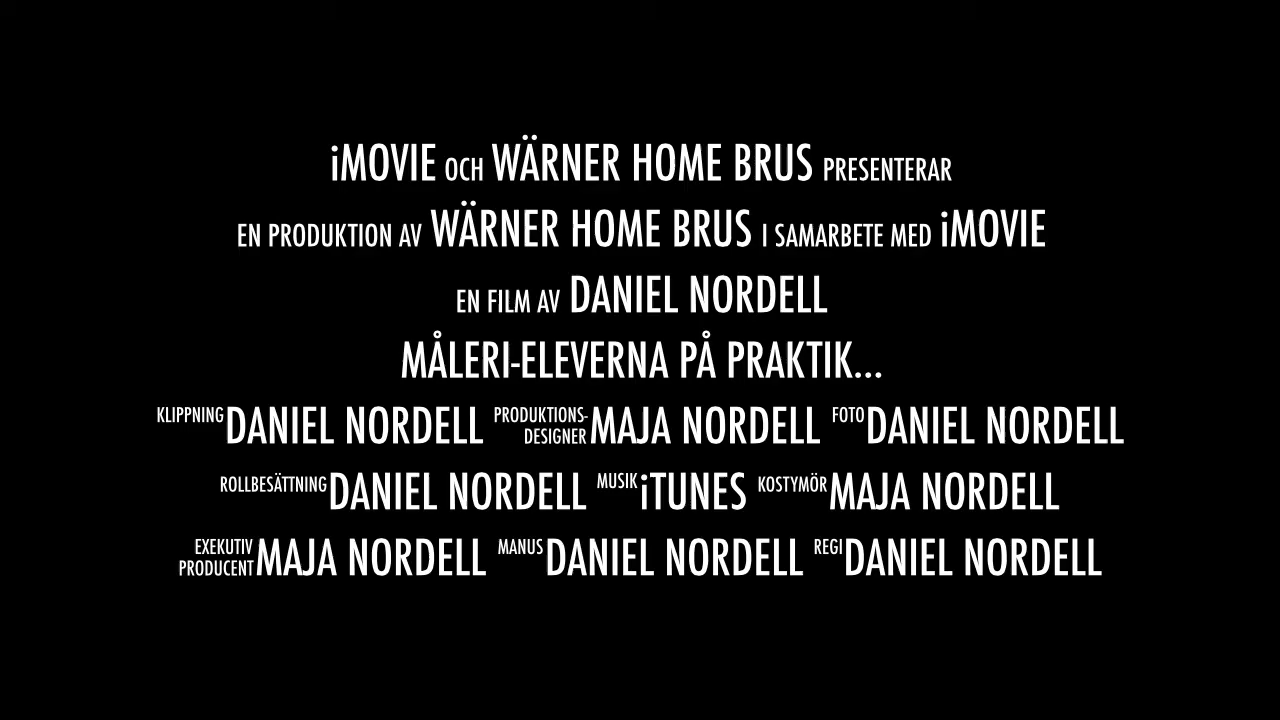 iMOVIE OCH WÄRNER HOME BRUS PRESENTERAR
EN PRODUKTION AV WÄRNER HOME BRUS I SAMARBETE MED iMOVIE
EN FILM AV DANIEL NORDELL
MÅLERI-ELEVERNA PÅ PRAKTIK...
KLIPPNING DANIEL NORDELL PRODUKTIONS-DESIGNER MAJA NORDELL FOTO DANIEL NORDELL
ROLLBESÄTTNING DANIEL NORDELL MUSIK iTUNES KOSTYMÖR MAJA NORDELL
EXEKUTIV PRODUCENT MAJA NORDELL MANUS DANIEL NORDELL REGI DANIEL NORDELL